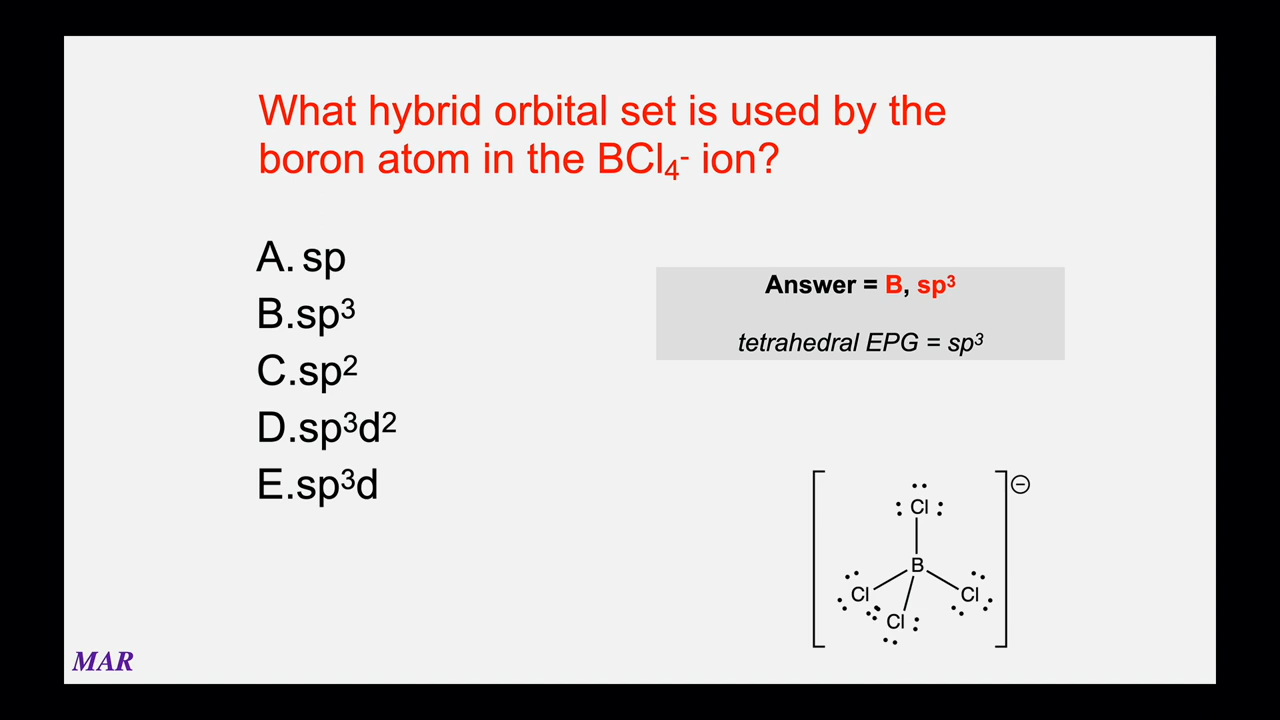 What hybrid orbital set is used by the
boron atom in the BCl₄⁻ ion?
A. sp
B.sp³
C.sp²
D.sp³d²
E.sp³d
Answer = B, sp³
tetrahedral EPG = sp³
Cl
B
Cl
Cl
Cl
MAR